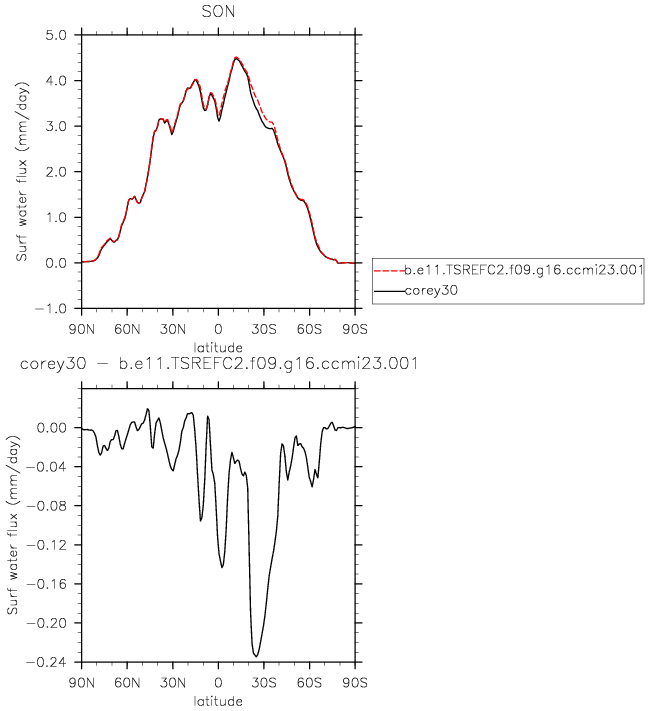 SON
5.0
4.0
3.0
2.0
1.0
0.0
−1.0
Surf water flux (mm/day)
90N 60N 30N 0 30S 60S 90S
latitude
b.e11.TSREFC2.f09.g16.ccmi23.001
corey30
corey30 − b.e11.TSREFC2.f09.g16.ccmi23.001
0.00
−0.04
−0.08
−0.12
−0.16
−0.20
−0.24
Surf water flux (mm/day)
90N 60N 30N 0 30S 60S 90S
latitude